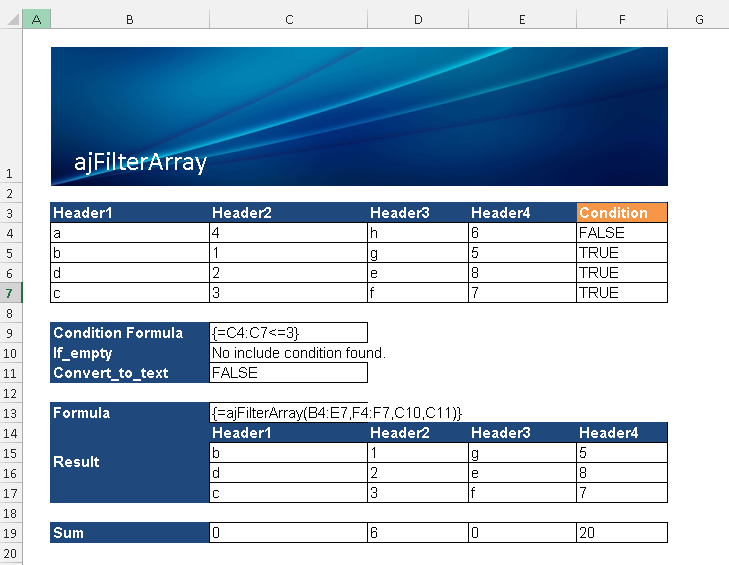 A B C D E F G
1 ajFilterArray
2
3 Header1 Header2 Header3 Header4 Condition
4 a 4 h 6 FALSE
5 b 1 g 5 TRUE
6 d 2 e 8 TRUE
7 c 3 f 7 TRUE
8
9 Condition Formula {=C4:C7<=3}
10 If_empty No include condition found.
11 Convert_to_text FALSE
12
13 Formula {=ajFilterArray(B4:E7,F4:F7,C10,C11)}
14 Header1 Header2 Header3 Header4
15 b 1 g 5
Result
16 d 2 e 8
17 c 3 f 7
18
19 Sum 0 6 0 20
20